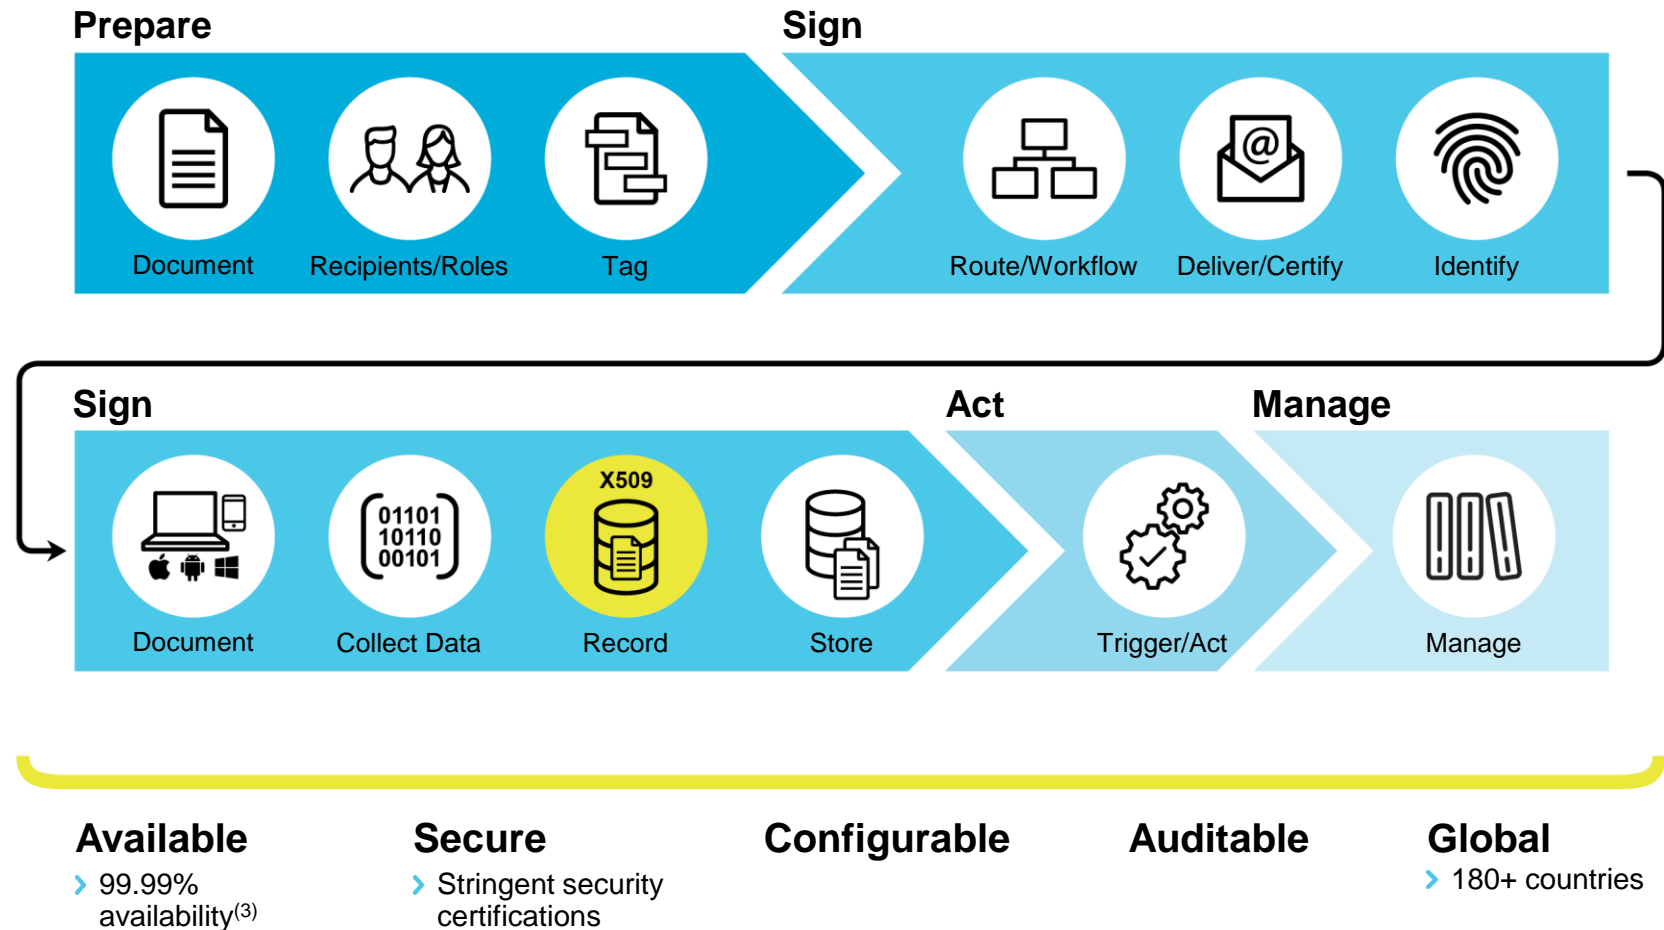 Prepare
Sign
Document
Recipients/Roles
Tag
@
Route/Workflow
Deliver/Certify
Identify
Sign
Act
Manage
01101
10110
00101
X509
Document
Collect Data
Record
Store
Trigger/Act
Manage
Available
99.99%
availability(3)
Secure
Stringent security
certifications
Configurable
Auditable
Global
180+ countries